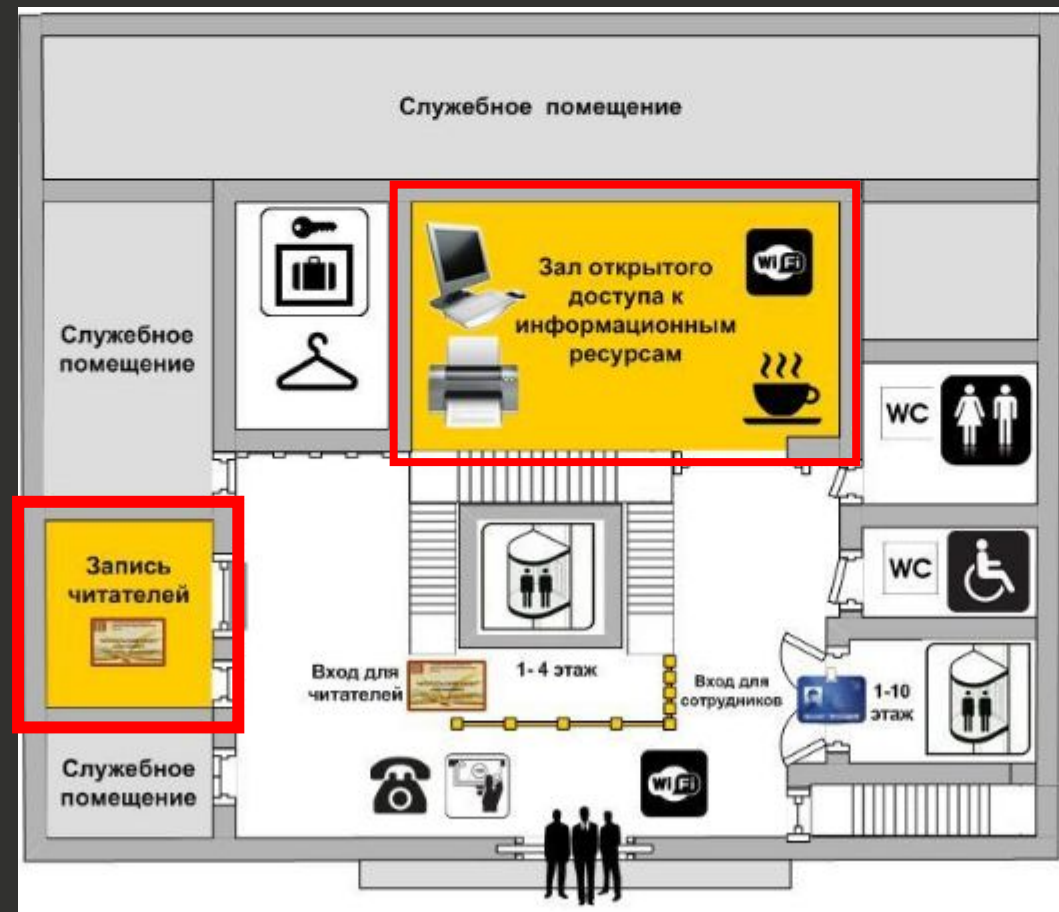 Служебное помещение
Служебное
помещение
Зал открытого
доступа к
информационным
ресурсам
WiFi
WC
Запись
читателей
WC
Вход для
читателей
1- 4 этаж
Вход для
сотрудников
1-10
этаж
Служебное
помещение
WiFi